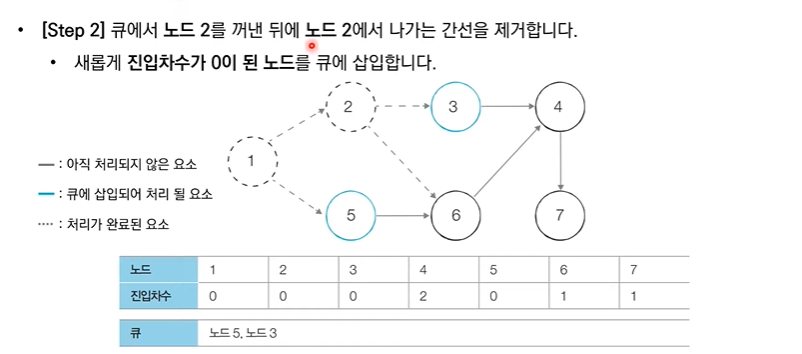 • [Step 2] 큐에서 노드 2를 꺼낸 뒤에 노드 2에서 나가는 간선을 제거합니다.
• 새롭게 진입차수가 0이 된 노드를 큐에 삽입합니다.
2 3 4
1
: 아직 처리되지 않은 요소
: 큐에 삽입되어 처리 될 요소
: 처리가 완료된 요소
5 6 7
노드 1 2 3 4 5 6 7
진입차수 0 0 0 2 0 1 1
큐 노드 5, 노드 3